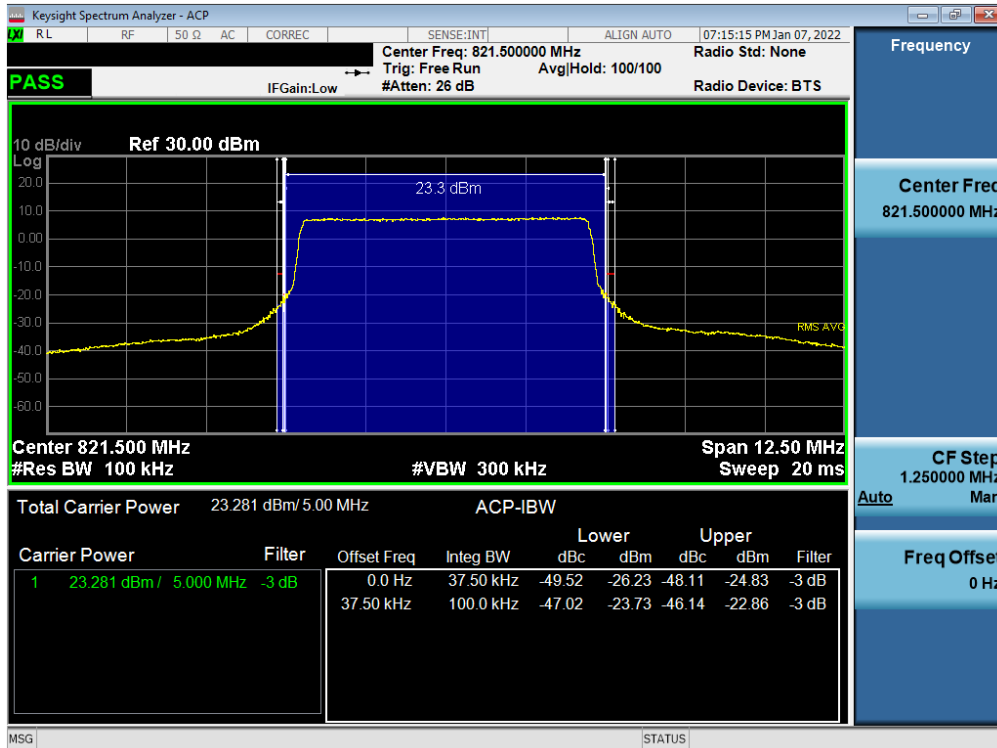 Keysight Spectrum Analyzer - ACP
LXI RL RF 50 Ω AC CORREC SENSE:INT ALIGN AUTO 07:15:15 PM Jan 07, 2022
Center Freq: 821.500000 MHz Radio Std: None
Trig: Free Run Avg|Hold: 100/100
PASS IFGain:Low #Atten: 26 dB Radio Device: BTS
Frequency
10 dB/div Ref 30.00 dBm
Log
20.0
10.0
0.00
-10.0
-20.0
-30.0
-40.0
-50.0
-60.0
23.3 dBm
RMS AVG
Center 821.500 MHz Span 12.50 MHz
#Res BW 100 kHz #VBW 300 kHz Sweep 20 ms
Total Carrier Power 23.281 dBm/ 5.00 MHz ACP-IBW
Lower Upper
Carrier Power Filter Offset Freq Integ BW dBc dBm dBc dBm Filter
1 23.281 dBm / 5.000 MHz -3 dB 0.0 Hz 37.50 kHz -49.52 -26.23 -48.11 -24.83 -3 dB
37.50 kHz 100.0 kHz -47.02 -23.73 -46.14 -22.86 -3 dB
Center Freq
821.500000 MHz
CF Step
1.250000 MHz
Auto Man
Freq Offset
0 Hz
MSG STATUS